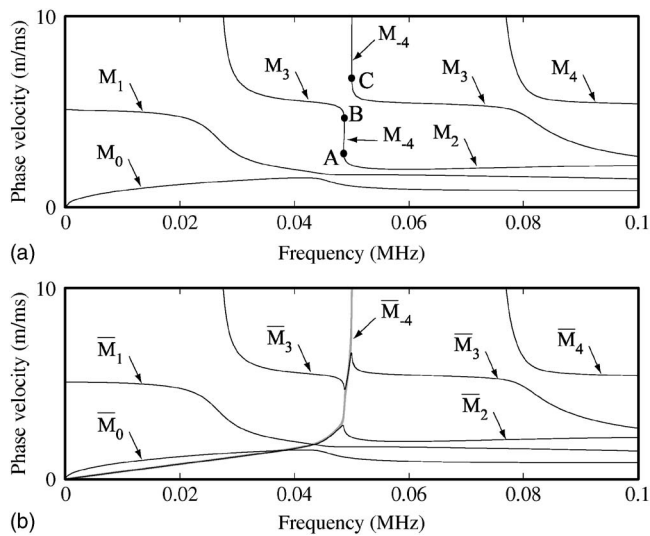 10
M₋₄
M₃
C
M₃
M₄
M₁
B
5
M₋₄
M₀
A
M₂
Phase velocity (m/ms)
0
0 0.02 0.04 0.06 0.08 0.1
(a) Frequency (MHz)
10
M̅₋₄
M̅₃
M̅₃
M̅₄
M̅₁
5
M̅₂
M̅₀
Phase velocity (m/ms)
0
0 0.02 0.04 0.06 0.08 0.1
(b) Frequency (MHz)